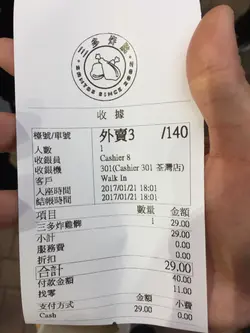 三多炸雞
收據
檯號/車號 外賣3 /140
人數 1
收銀員 Cashier 8
收銀機 301(Cashier 301 荃灣店)
客戶 Walk In
入座時間 2017/01/21 18:01
結帳時間 2017/01/21 18:01
項目 數量 金額
三多炸雞髀 1 29.00
小計 29.00
服務費 0.00
折扣 0.00
合計 29.00
付款金額 40.00
找零 11.00
支付方式 金額 小費
Cash 29.00 0.00